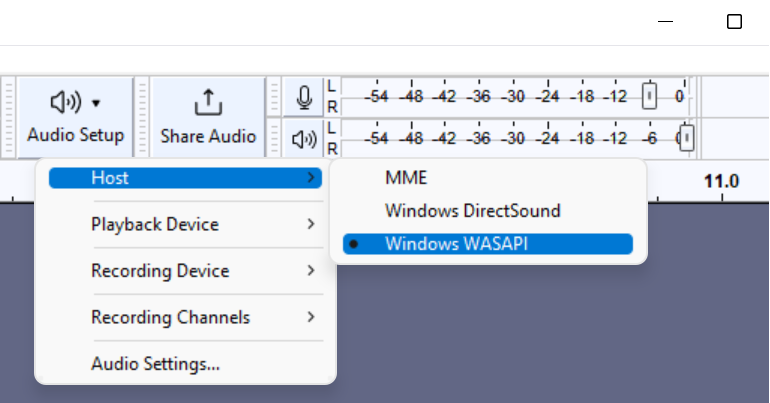 L
R
-54 -48 -42 -36 -30 -24 -18 -12 0
Audio Setup
Share Audio
L
R
-54 -48 -42 -36 -30 -24 -18 -12 -6 0
Host
MME
11.0
Windows DirectSound
Playback Device
Windows WASAPI
Recording Device
Recording Channels
Audio Settings...